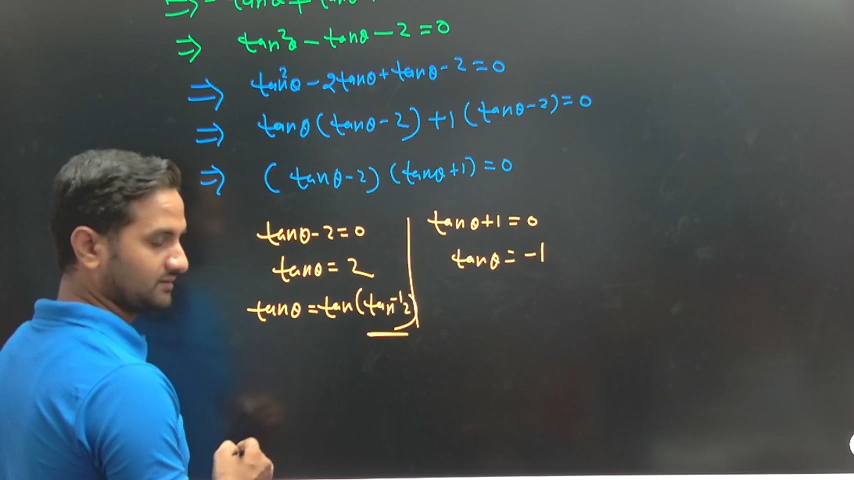 ⇒ tan²θ - tanθ - 2 = 0
⇒ tan²θ - 2tanθ + tanθ - 2 = 0
⇒ tanθ (tanθ - 2) + 1 (tanθ - 2) = 0
⇒ (tanθ - 2) (tanθ + 1) = 0
tanθ - 2 = 0
tanθ = 2
tanθ = tan(tan⁻¹2)
tanθ + 1 = 0
tanθ = -1